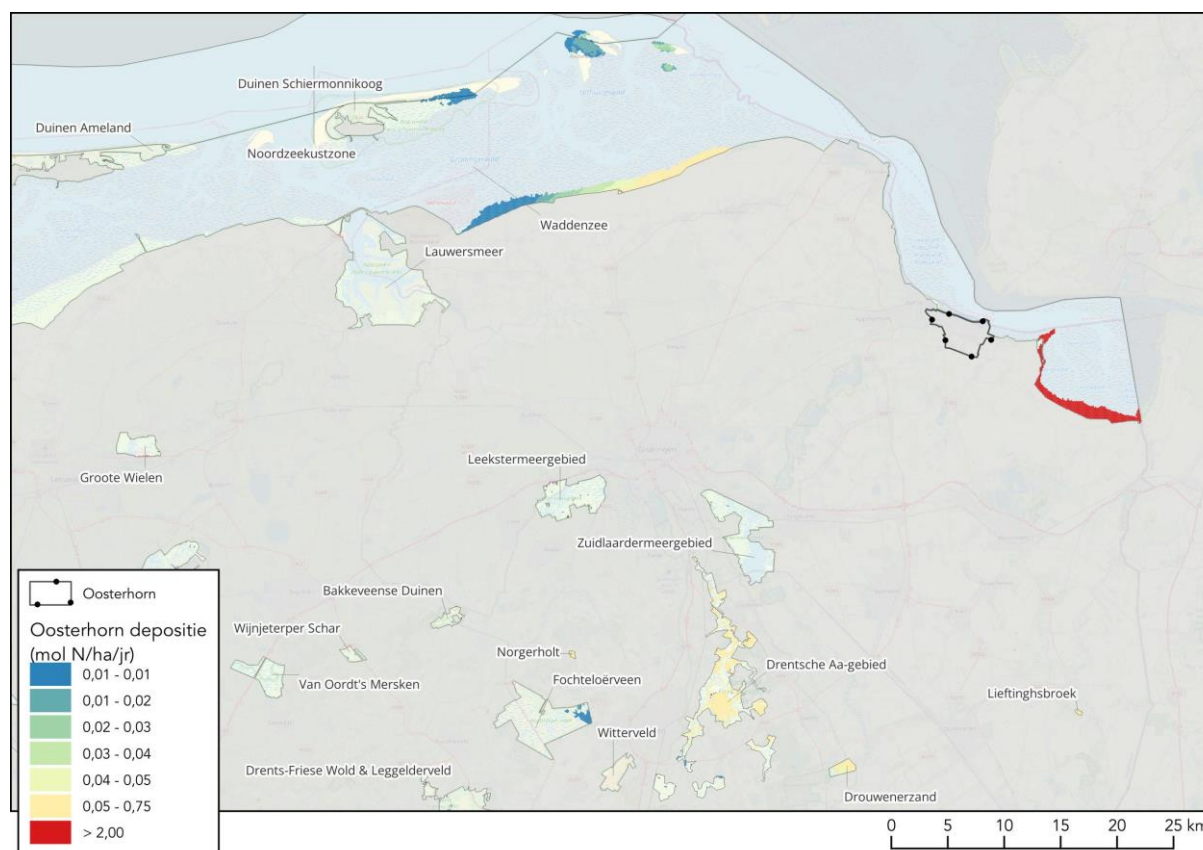 Duinen Schiermonnikoog
Duinen Ameland
Noordzeekustzone
Waddenzee
Lauwersmeer
Groote Wielen
Leekstermeergebied
Zuidlaardermeergebied
Bakkeveense Duinen
Wijnjeterper Schar
Norgerholt
Drentsche Aa-gebied
Van Oordt's Mersken
Fochteloërveen
Lieftinghsbroek
Witterveld
Drents-Friese Wold & Leggelderveld
Drouwenerzand
Oosterhorn
Oosterhorn depositie
(mol N/ha/jr)
0,01 - 0,01
0,01 - 0,02
0,02 - 0,03
0,03 - 0,04
0,04 - 0,05
0,05 - 0,75
> 2,00
0 5 10 15 20 25 km